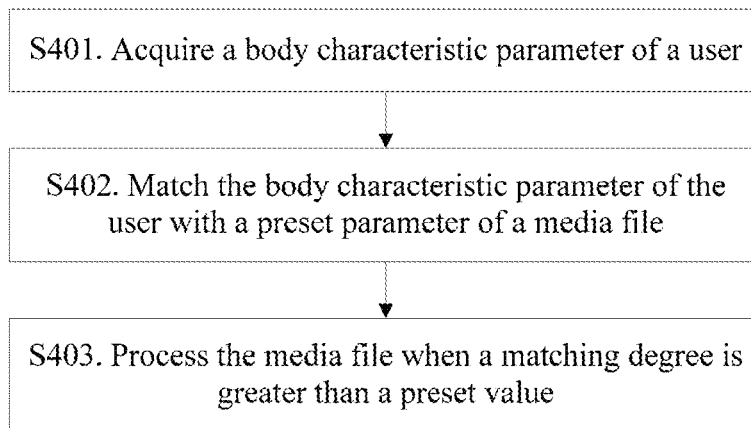 S401. Acquire a body characteristic parameter of a user
S402. Match the body characteristic parameter of the
user with a preset parameter of a media file
S403. Process the media file when a matching degree is
greater than a preset value